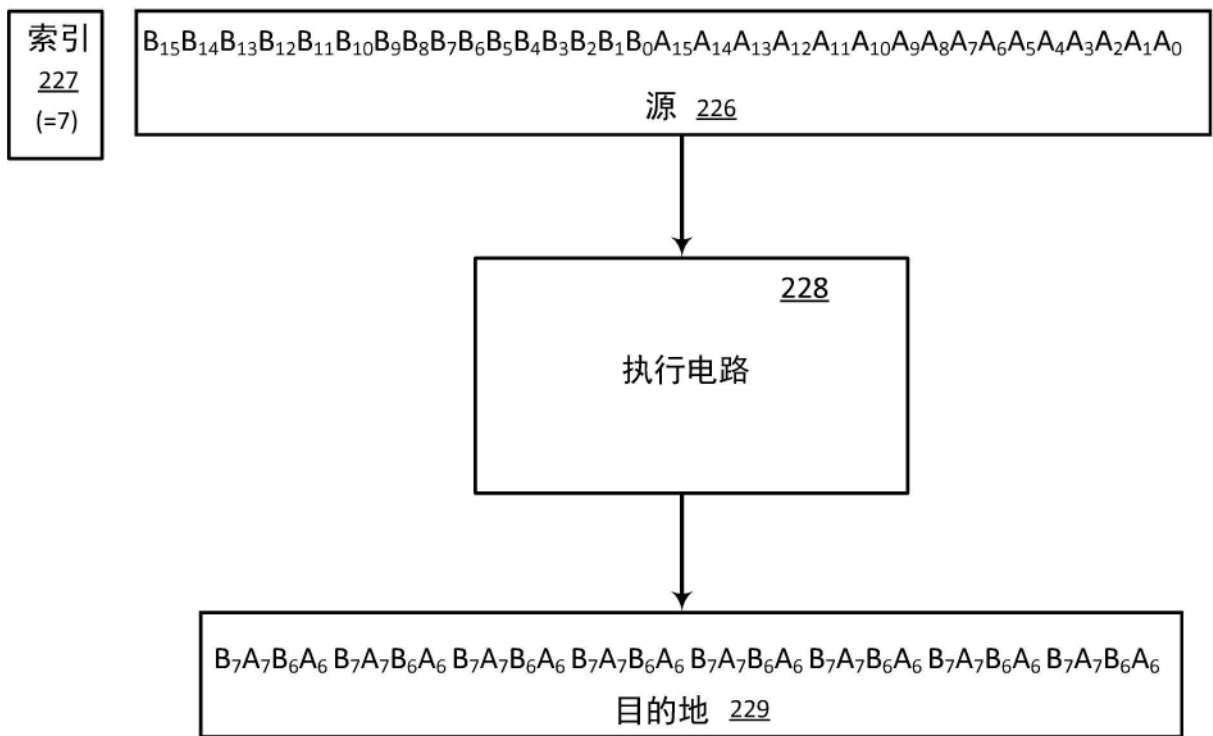 索引
227
(=7)
B₁₅B₁₄B₁₃B₁₂B₁₁B₁₀B₉B₈B₇B₆B₅B₄B₃B₂B₁B₀A₁₅A₁₄A₁₃A₁₂A₁₁A₁₀A₉A₈A₇A₆A₅A₄A₃A₂A₁A₀
源 226
228
执行电路
B₇A₇B₆A₆ B₇A₇B₆A₆ B₇A₇B₆A₆ B₇A₇B₆A₆ B₇A₇B₆A₆ B₇A₇B₆A₆ B₇A₇B₆A₆ B₇A₇B₆A₆
目的地 229